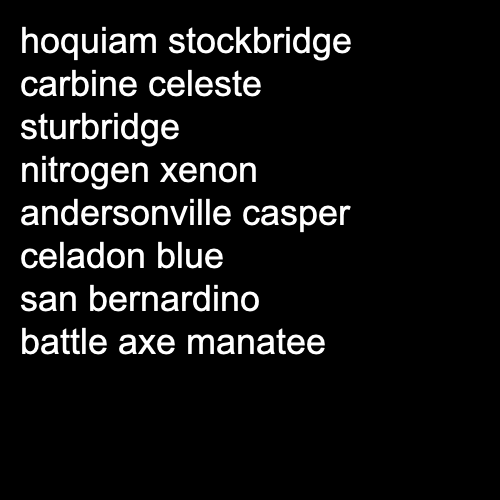 hoquiam stockbridge
carbine celeste
sturbridge
nitrogen xenon
andersonville casper
celadon blue
san bernardino
battle axe manatee